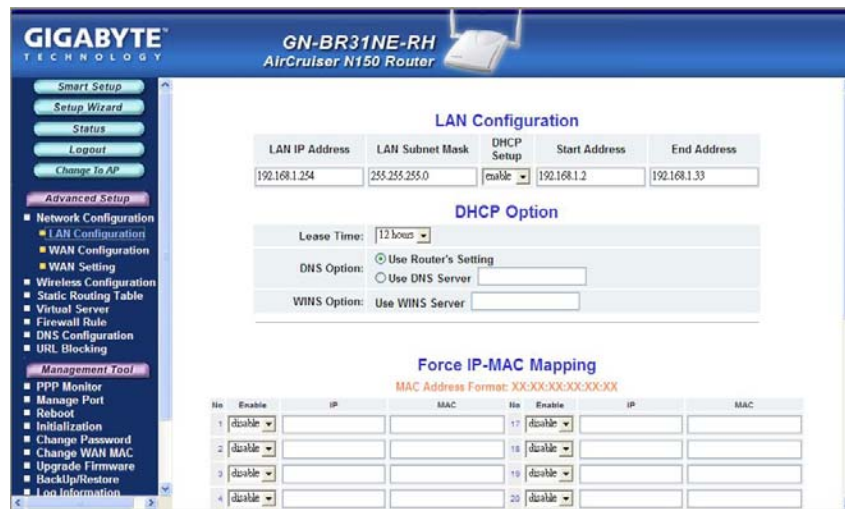 GIGABYTE™
TECHNOLOGY
GN-BR31NE-RH
AirCruiser N150 Router
Smart Setup
Setup Wizard
Status
Logout
Change To AP
Advanced Setup
Network Configuration
LAN Configuration
WAN Configuration
WAN Setting
Wireless Configuration
Static Routing Table
Virtual Server
Firewall Rule
DNS Configuration
URL Blocking
Management Tool
PPP Monitor
Manage Port
Reboot
Initialization
Change Password
Change WAN MAC
Upgrade Firmware
BackUp/Restore
Log Information
LAN Configuration
LAN IP Address LAN Subnet Mask DHCP Setup Start Address End Address
192.168.1.254 255.255.255.0 enable 192.168.1.2 192.168.1.33
DHCP Option
Lease Time: 12 hours
DNS Option: Use Router's Setting
Use DNS Server
WINS Option: Use WINS Server
Force IP-MAC Mapping
MAC Address Format: XX:XX:XX:XX:XX:XX
No Enable IP MAC No Enable IP MAC
1 disable 17 disable
2 disable 18 disable
3 disable 19 disable
4 disable 20 disable